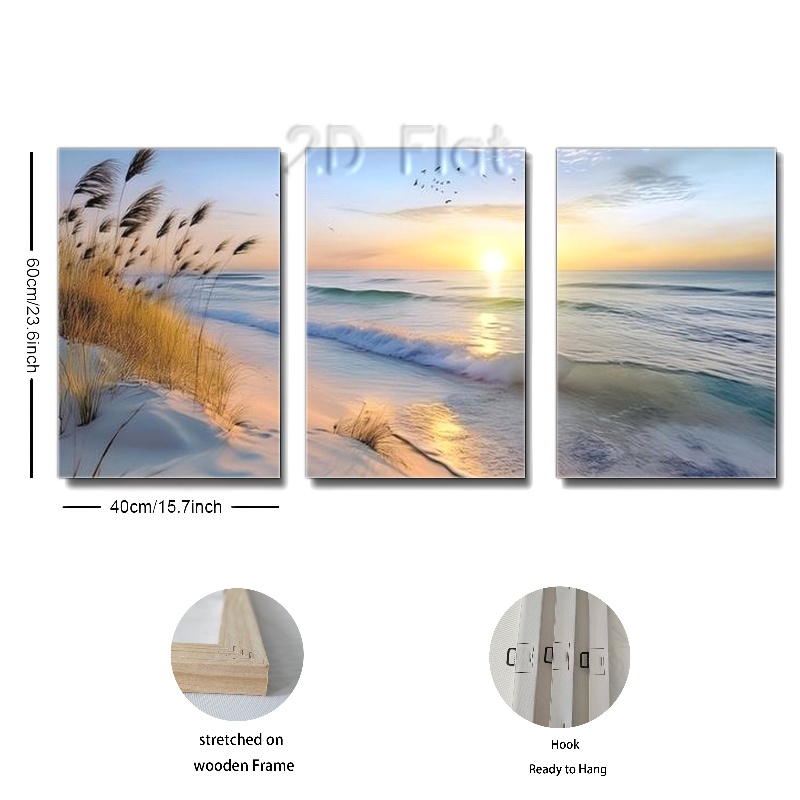 2D Flat
60cm/23.6inch
40cm/15.7inch
stretched on
wooden Frame
Hook
Ready to Hang